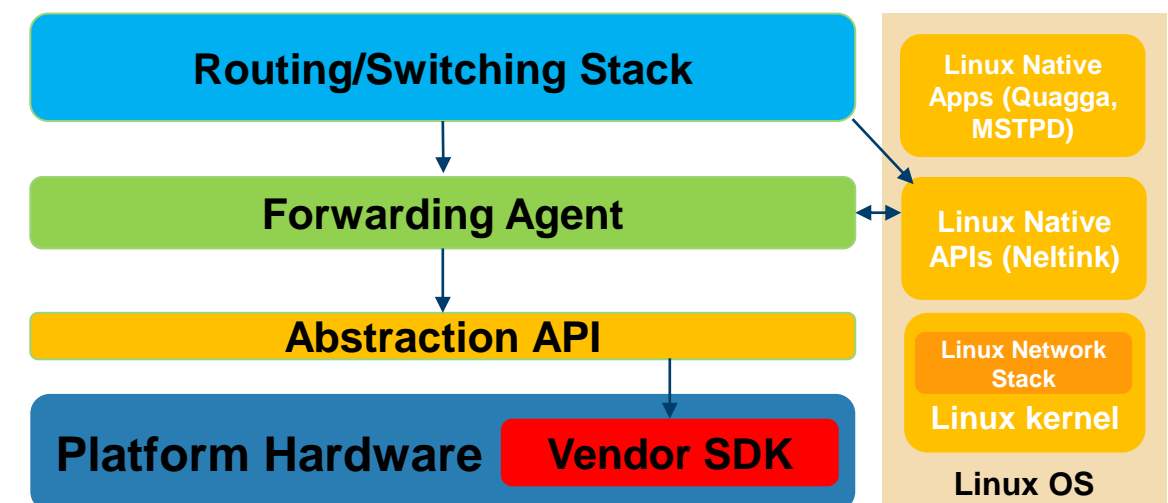 Routing/Switching Stack
Forwarding Agent
Abstraction API
Platform Hardware
Vendor SDK
Linux Native
Apps (Quagga,
MSTPD)
Linux Native
APIs (Neltink)
Linux Network
Stack
Linux kernel
Linux OS